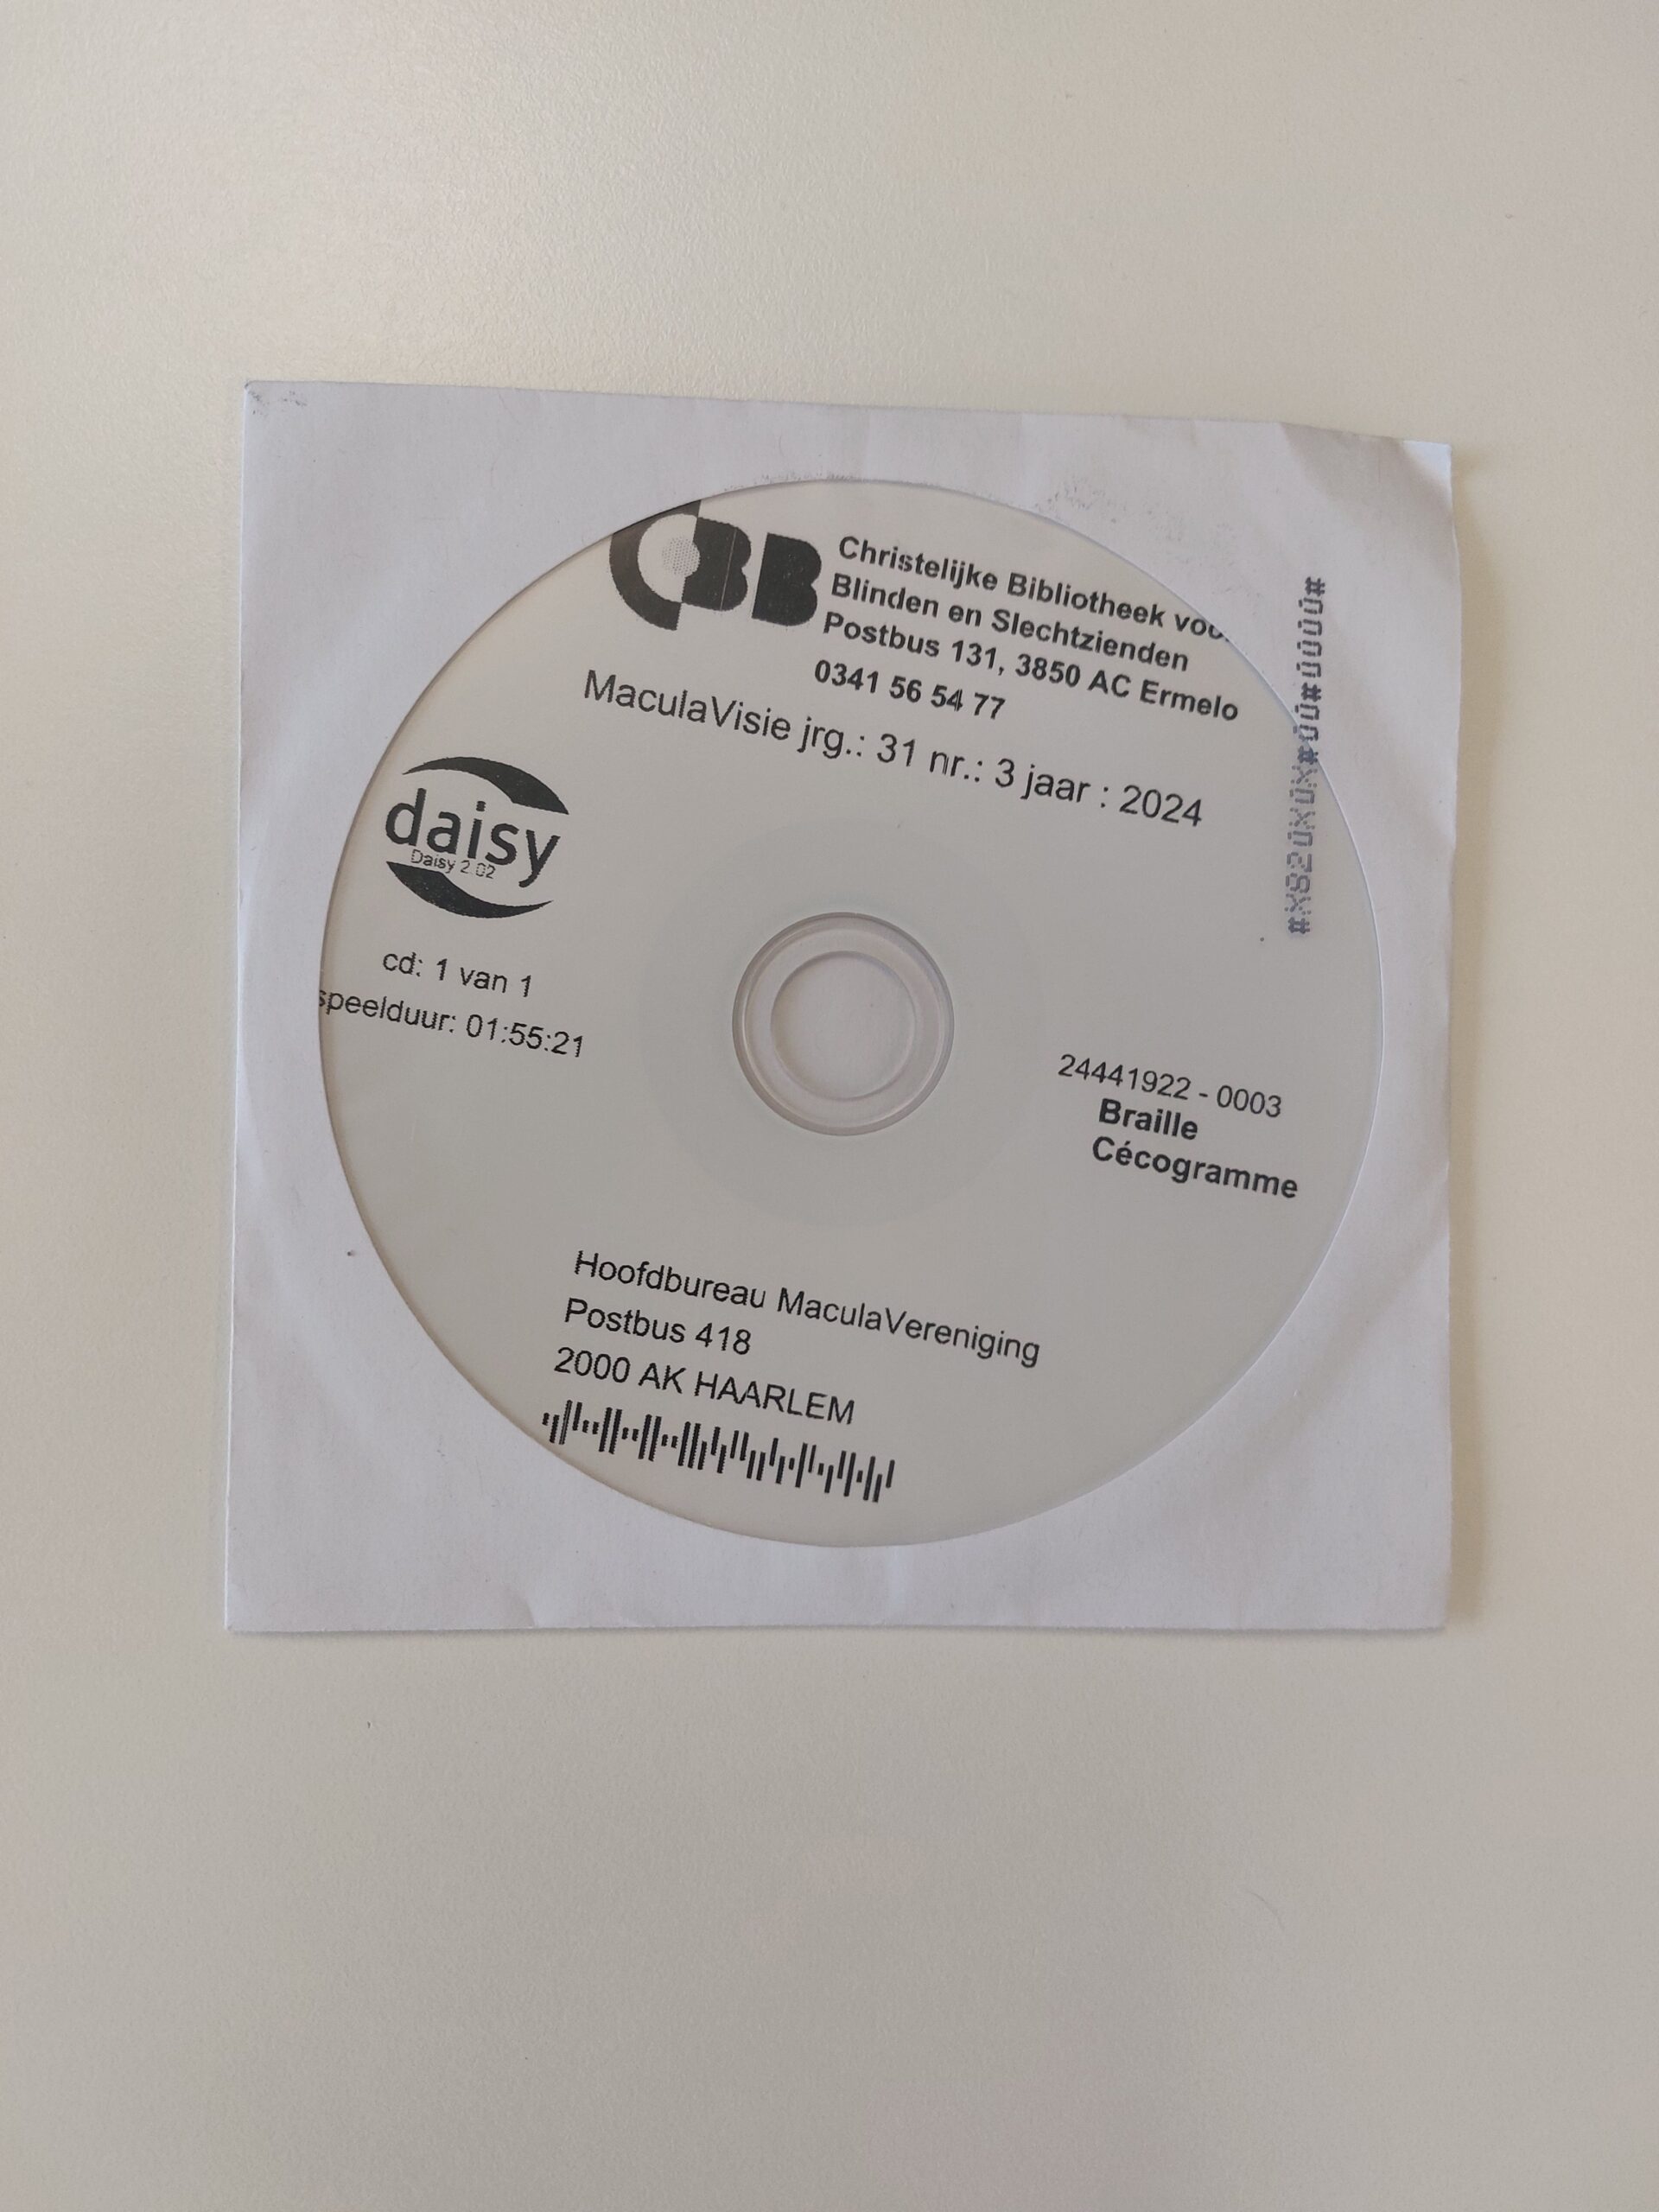 CBB
Christelijke Bibliotheek voor
Blinden en Slechtzienden
Postbus 131, 3850 AC Ermelo
0341 56 54 77
MaculaVisie jrg.: 31 nr.: 3 jaar : 2024
daisy
Daisy 2.02
cd: 1 van 1
speelduur: 01:55:21
24441922 - 0003
Braille
Cécogramme
Hoofdbureau MaculaVereniging
Postbus 418
2000 AK HAARLEM